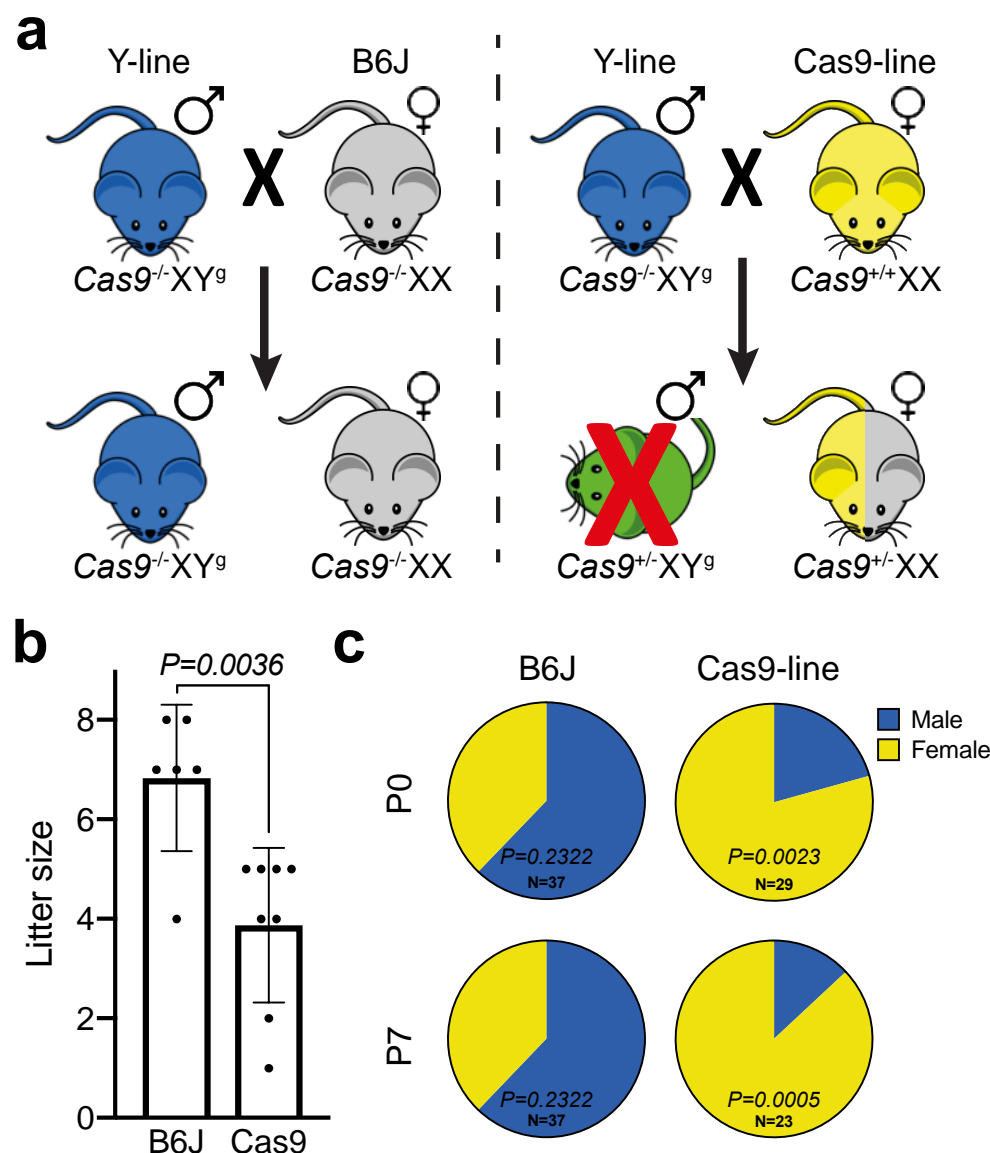 a
Y-line B6J Y-line Cas9-line
♂ ♀ ♂ ♀
X X
Cas9-/-XYg Cas9-/-XX Cas9-/-XYg Cas9+/+XX
♂ ♀ ♂ ♀
X
Cas9-/-XYg Cas9-/-XX Cas9+/-XYg Cas9+/-XX
b
P=0.0036
Litter size
8
6
4
2
0
B6J Cas9
c
B6J Cas9-line
Male
Female
P0
P=0.2322 P=0.0023
N=37 N=29
P7
P=0.2322 P=0.0005
N=37 N=23